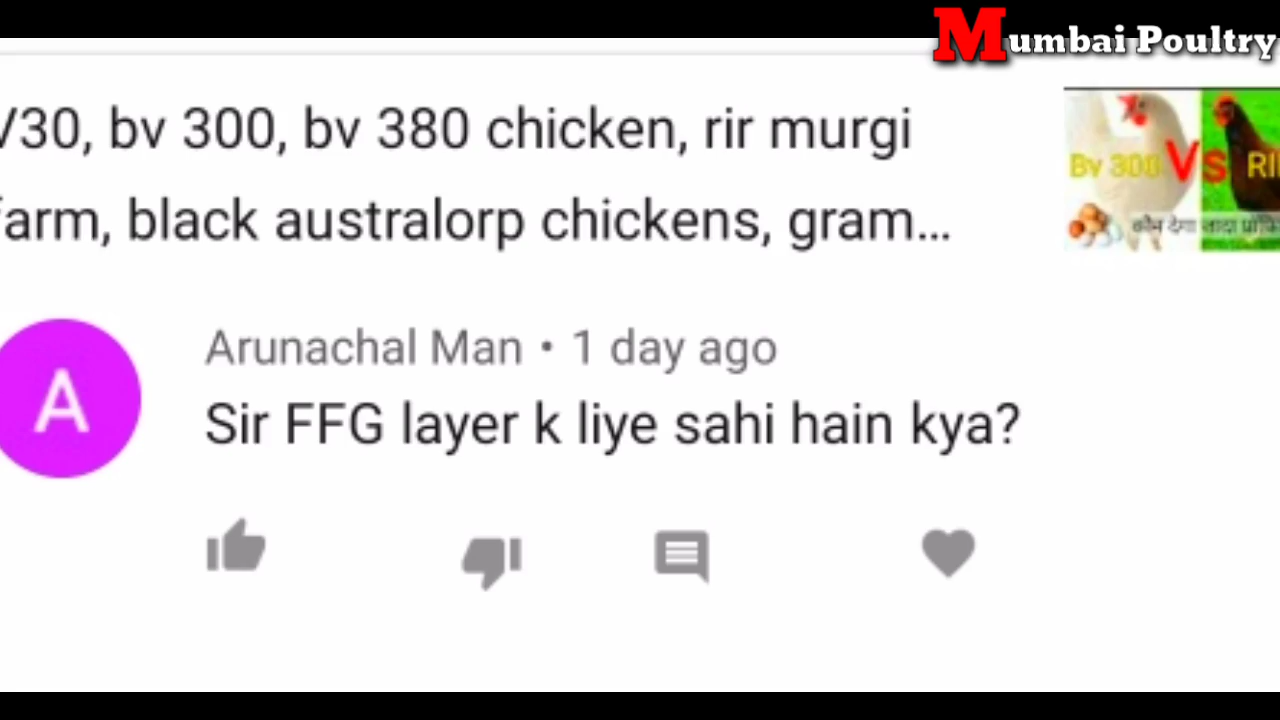 Mumbai Poultry
V30, bv 300, bv 380 chicken, rir murgi
farm, black australorp chickens, gram...
Bv 300 Vs RI
कौन देगा जादा
Arunachal Man • 1 day ago
A
Sir FFG layer k liye sahi hain kya?